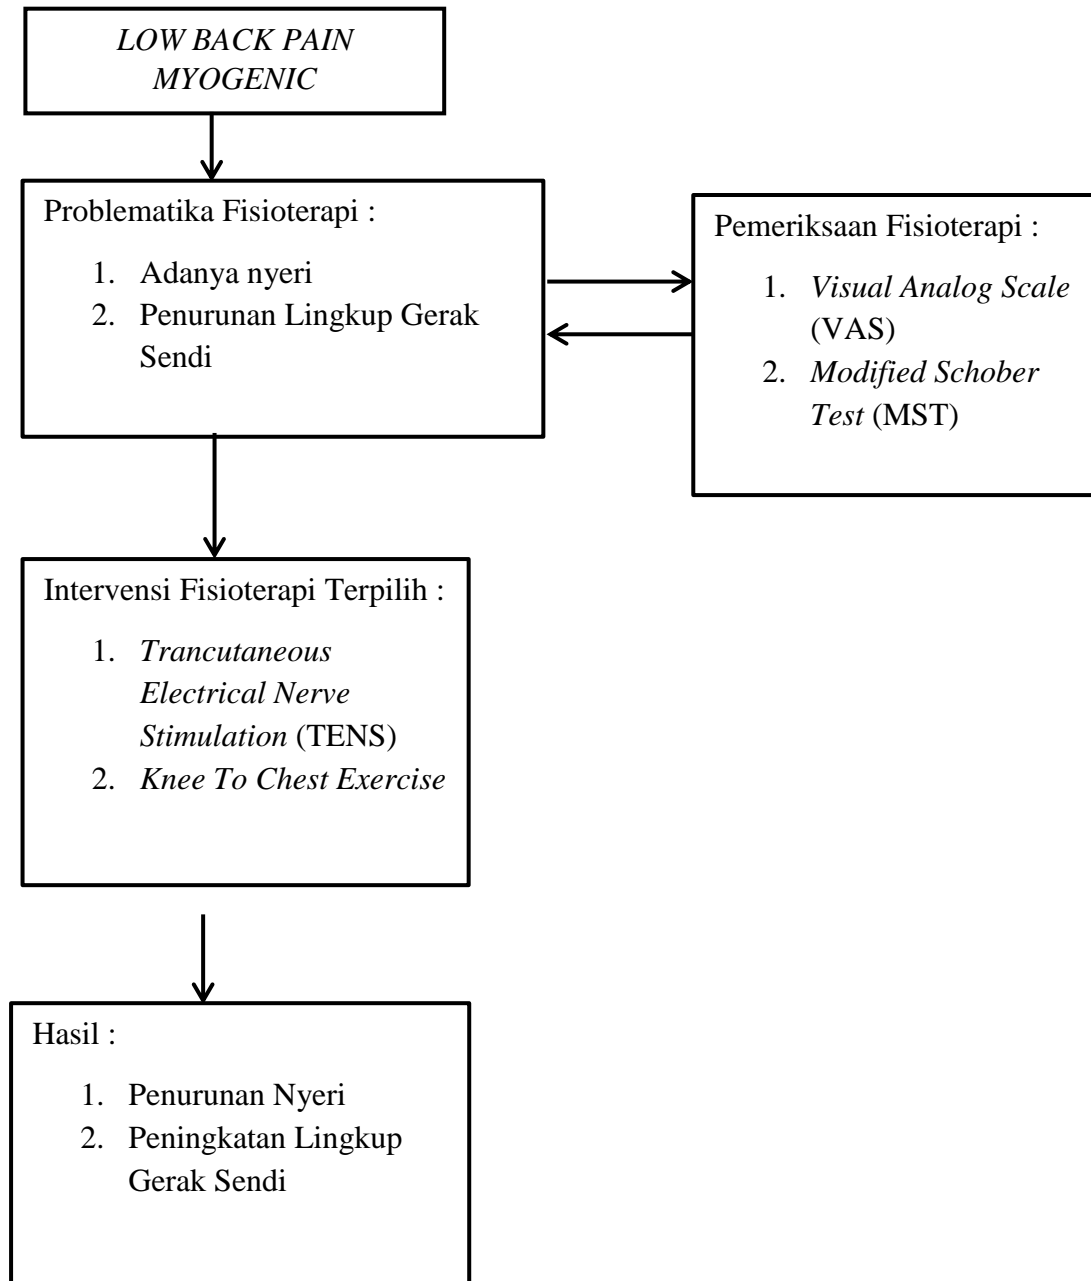 LOW BACK PAIN
MYOGENIC
Problematika Fisioterapi :
1. Adanya nyeri
2. Penurunan Lingkup Gerak
Sendi
Pemeriksaan Fisioterapi :
1. Visual Analog Scale
(VAS)
2. Modified Schober
Test (MST)
Intervensi Fisioterapi Terpilih :
1. Trancutaneous
Electrical Nerve
Stimulation (TENS)
2. Knee To Chest Exercise
Hasil :
1. Penurunan Nyeri
2. Peningkatan Lingkup
Gerak Sendi